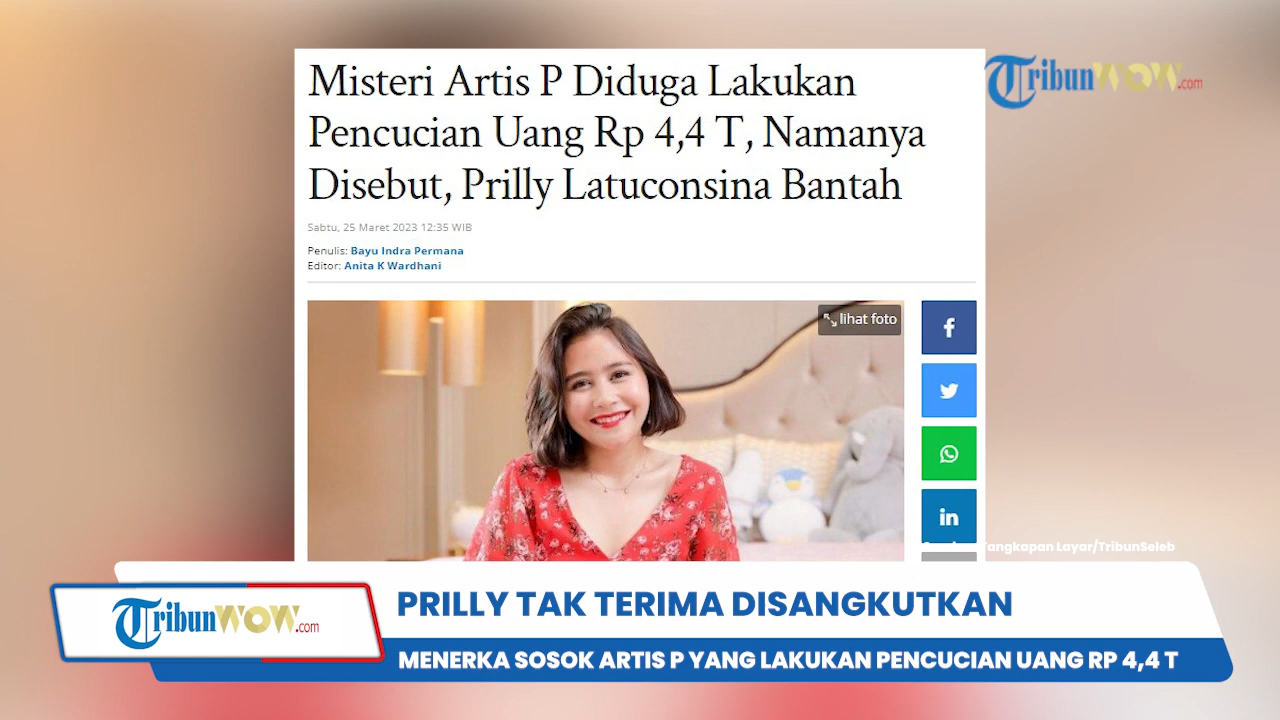 Misteri Artis P Diduga Lakukan
Pencucian Uang Rp 4,4 T, Namanya
Disebut, Prilly Latuconsina Bantah
TribunWOW.com
Sabtu, 25 Maret 2023 12:35 WIB
Penulis: Bayu Indra Permana
Editor: Anita K Wardhani
lihat foto
Tangkapan Layar/TribunSeleb
TribunWOW.com
PRILLY TAK TERIMA DISANGKUTKAN
MENERKA SOSOK ARTIS P YANG LAKUKAN PENCUCIAN UANG RP 4,4 T